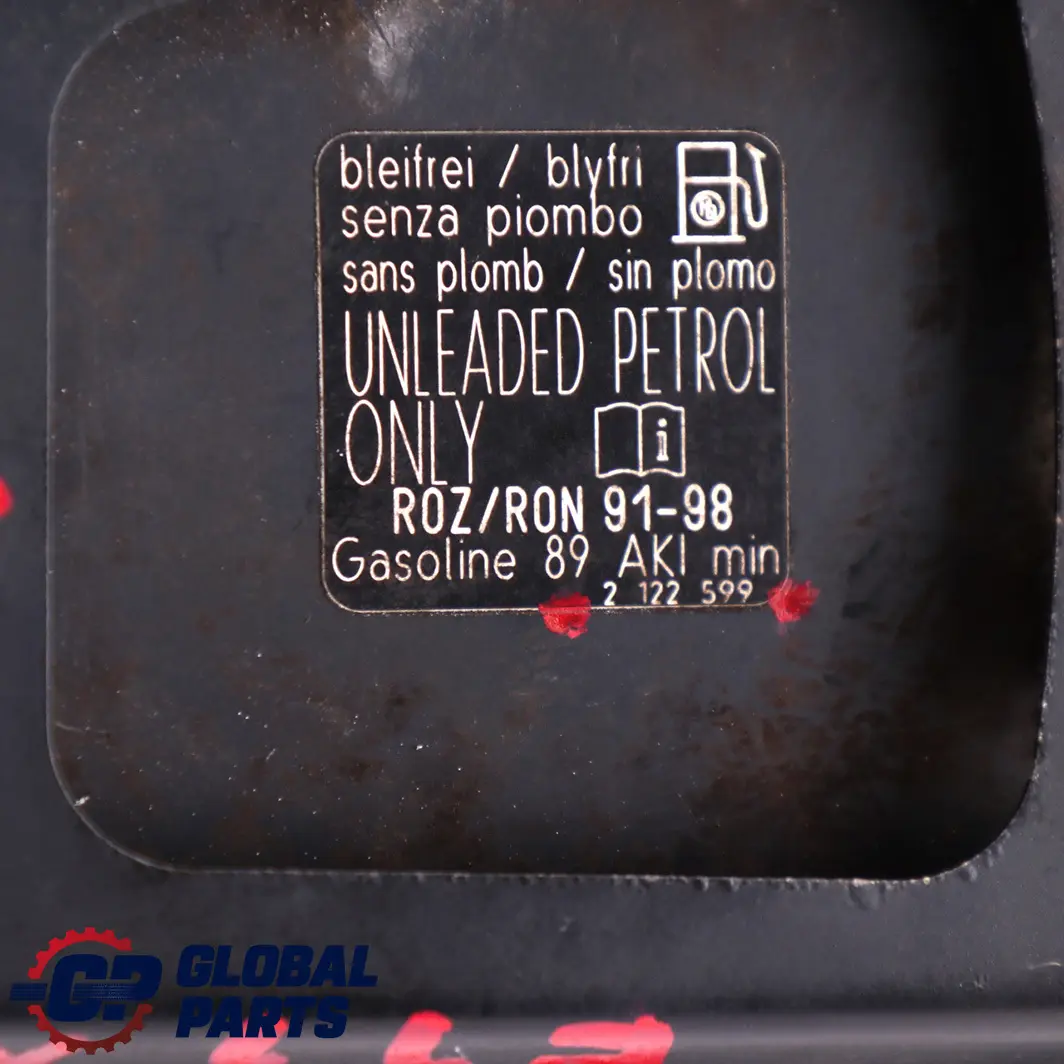 bleifrei / blyfri
senza piombo
sans plomb / sin plomo
UNLEADED PETROL
ONLY
i
ROZ/RON 91-98
Gasoline 89 AKI min
2 122 599
GP GLOBAL
PARTS